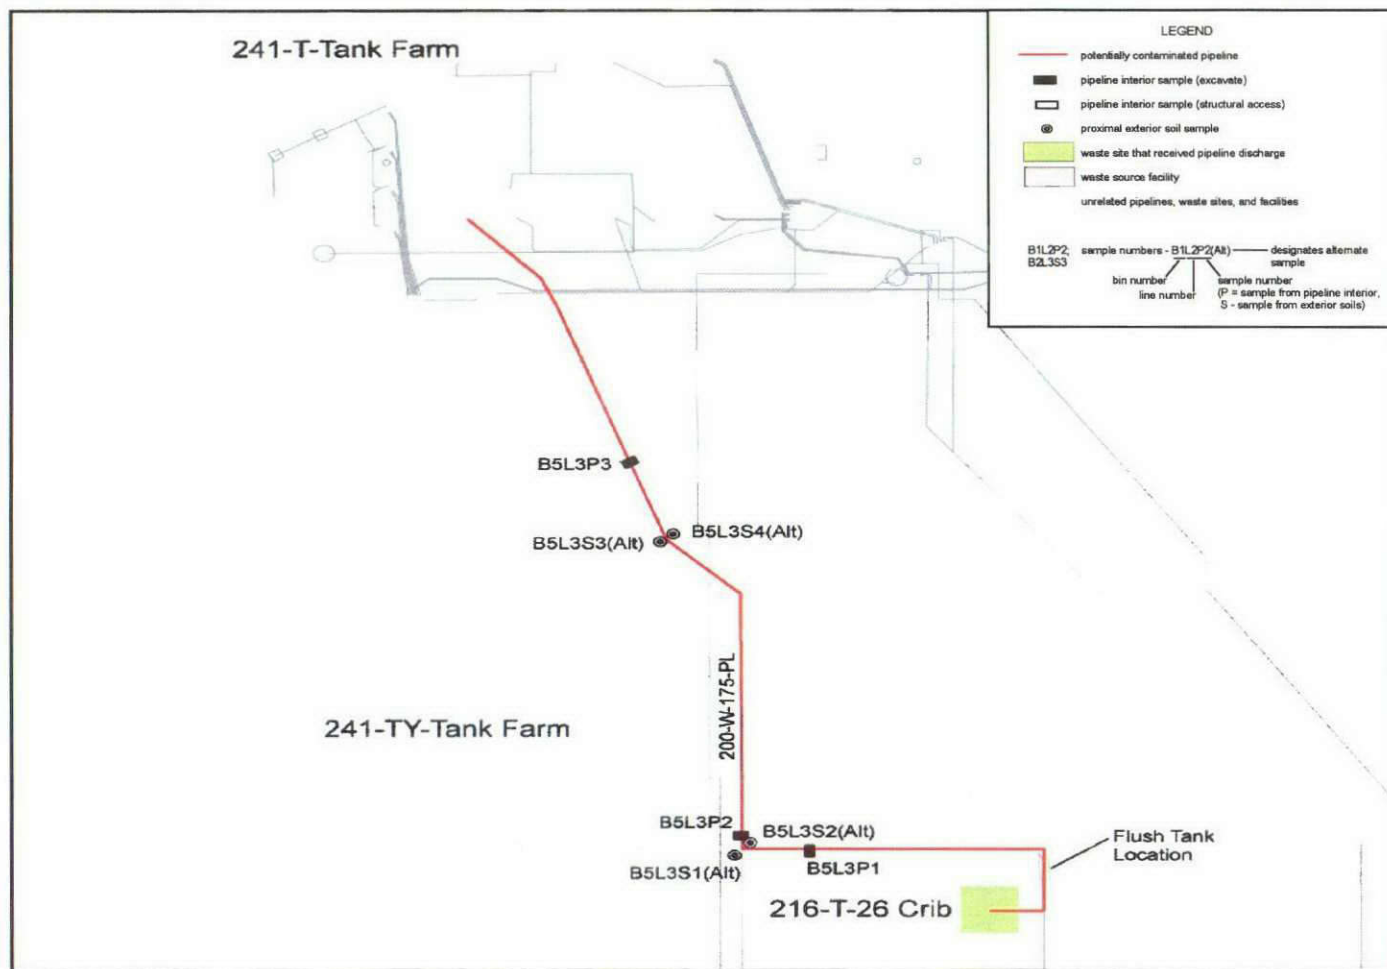 241-T-Tank Farm
LEGEND
potentially contaminated pipeline
pipeline interior sample (excavate)
pipeline interior sample (structural access)
proximal exterior soil sample
waste site that received pipeline discharge
waste source facility
unrelated pipelines, waste sites, and facilities
B1L2P2; sample numbers - B1L2P2(Alt) designates alternate
B2L3S3 sample
bin number sample number
line number (P = sample from pipeline interior,
S - sample from exterior soils)
B5L3P3
B5L3S4(Alt)
B5L3S3(Alt)
200-W-175-PL
241-TY-Tank Farm
B5L3P2
B5L3S2(Alt)
Flush Tank
Location
B5L3S1(Alt)
B5L3P1
216-T-26 Crib